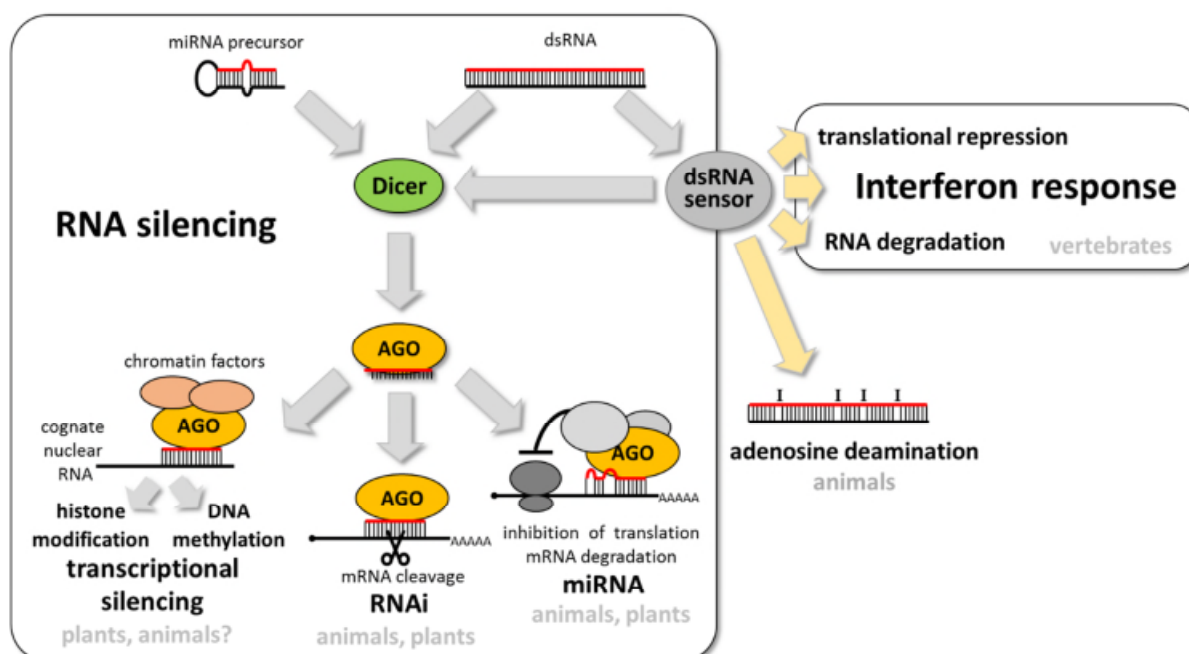 miRNA precursor
dsRNA
Dicer
dsRNA
sensor
RNA silencing
translational repression
Interferon response
RNA degradation
vertebrates
AGO
chromatin factors
AGO
cognate
nuclear
RNA
histone
modification
DNA
methylation
transcriptional
silencing
plants, animals?
AGO
AAAAA
mRNA cleavage
RNAi
animals, plants
AGO
AAAAA
inhibition of translation
mRNA degradation
miRNA
animals, plants
I
I
I
I
adenosine deamination
animals